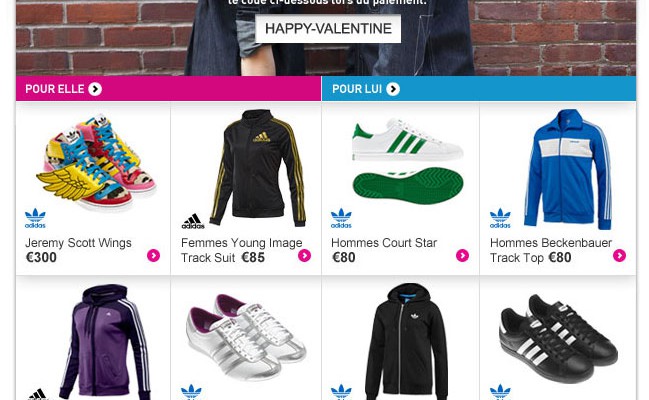 le code ci-dessous lors du paiement.
HAPPY-VALENTINE
POUR ELLE
POUR LUI
adidas
adidas
adidas
adidas
adidas
Jeremy Scott Wings
€300
Femmes Young Image
Track Suit €85
Hommes Court Star
€80
Hommes Beckenbauer
Track Top €80